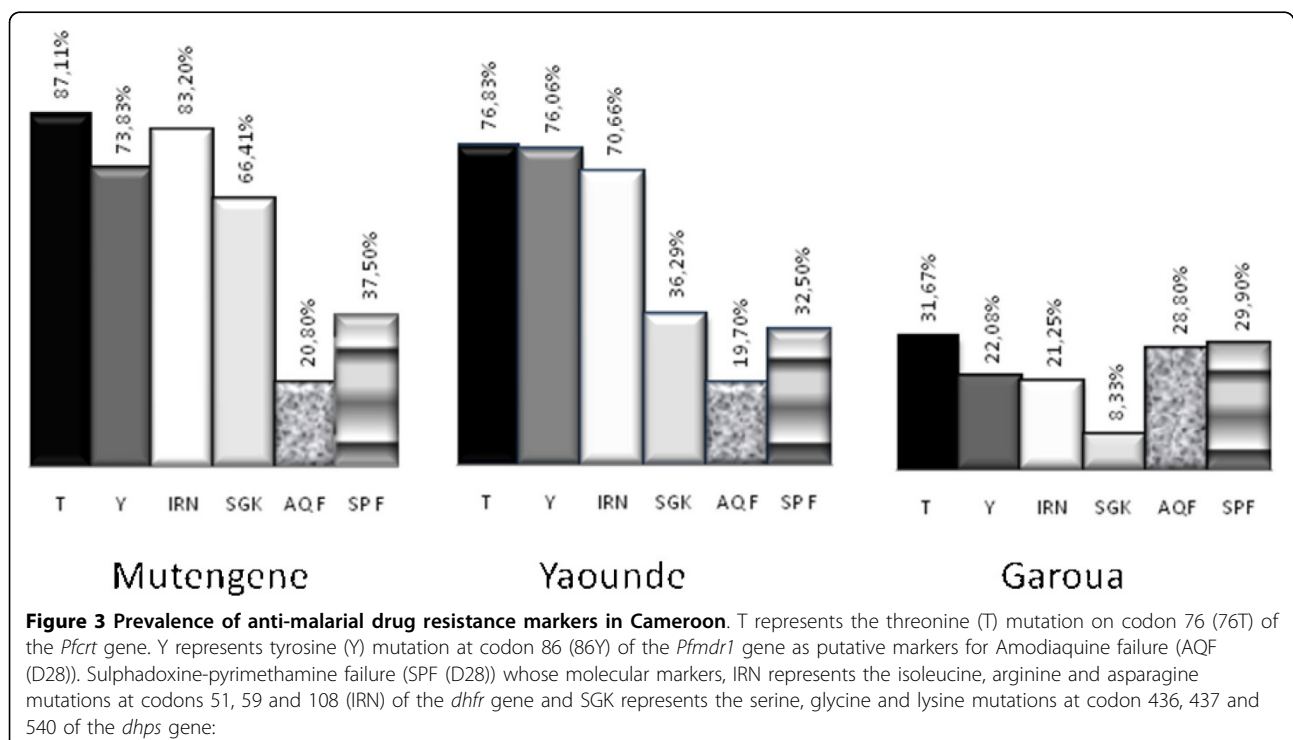 87,11%
73,83%
83,20%
66,41%
20,80%
37,50%
T Y IRN SGK AQF SPF
Mutengene
76,83%
76,06%
70,66%
36,29%
19,70%
32,50%
T Y IRN SGK AQF SPF
Yaounde
31,67%
22,08%
21,25%
8,33%
28,80%
29,90%
T Y IRN SGK AQF SPF
Garoua
Figure 3 Prevalence of anti-malarial drug resistance markers in Cameroon. T represents the threonine (T) mutation on codon 76 (76T) of
the Pfcrt gene. Y represents tyrosine (Y) mutation at codon 86 (86Y) of the Pfmdr1 gene as putative markers for Amodiaquine failure (AQF
(D28)). Sulphadoxine-pyrimethamine failure (SPF (D28)) whose molecular markers, IRN represents the isoleucine, arginine and asparagine
mutations at codons 51, 59 and 108 (IRN) of the dhfr gene and SGK represents the serine, glycine and lysine mutations at codon 436, 437 and
540 of the dhps gene: